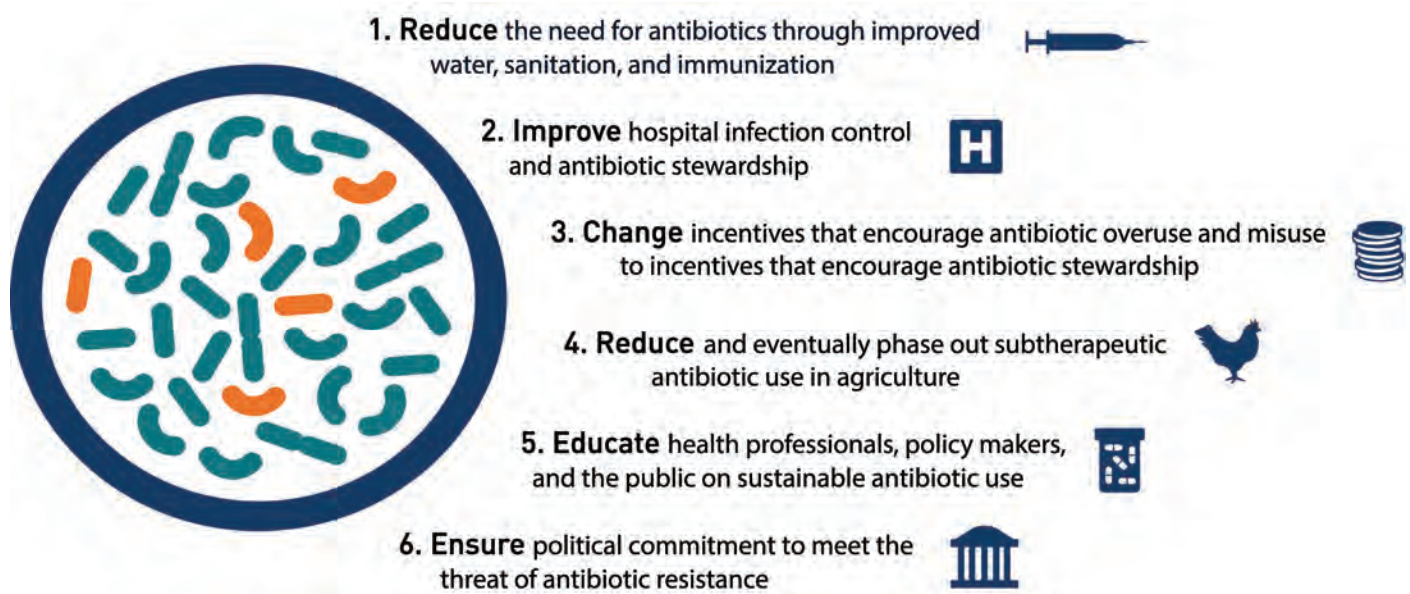 1. Reduce the need for antibiotics through improved
water, sanitation, and immunization
2. Improve hospital infection control
and antibiotic stewardship
H
3. Change incentives that encourage antibiotic overuse and misuse
to incentives that encourage antibiotic stewardship
4. Reduce and eventually phase out subtherapeutic
antibiotic use in agriculture
5. Educate health professionals, policy makers,
and the public on sustainable antibiotic use
6. Ensure political commitment to meet the
threat of antibiotic resistance